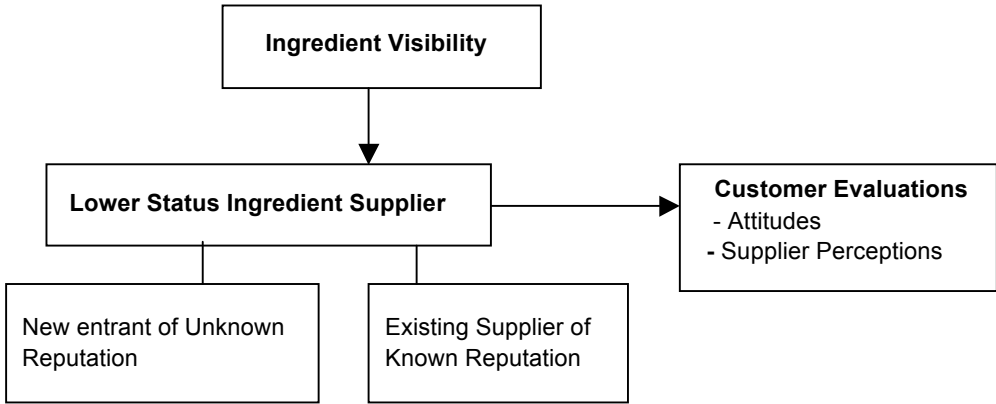 Ingredient Visibility
Lower Status Ingredient Supplier
Customer Evaluations
- Attitudes
- Supplier Perceptions
New entrant of Unknown
Reputation
Existing Supplier of
Known Reputation